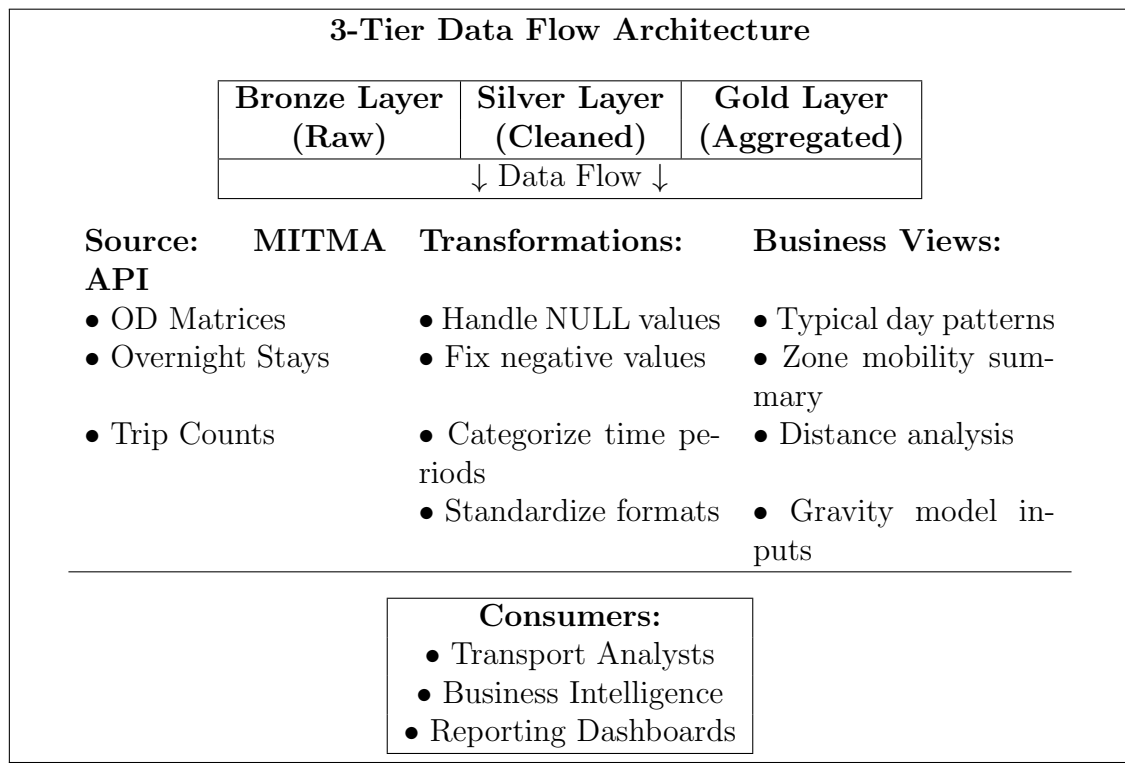 3-Tier Data Flow Architecture
Bronze Layer Silver Layer Gold Layer
(Raw) (Cleaned) (Aggregated)
↓ Data Flow ↓
Source: MITMA Transformations: Business Views:
API
• OD Matrices • Handle NULL values • Typical day patterns
• Overnight Stays • Fix negative values • Zone mobility sum-
mary
• Trip Counts • Categorize time pe- • Distance analysis
riods
• Standardize formats • Gravity model in-
puts
Consumers:
• Transport Analysts
• Business Intelligence
• Reporting Dashboards